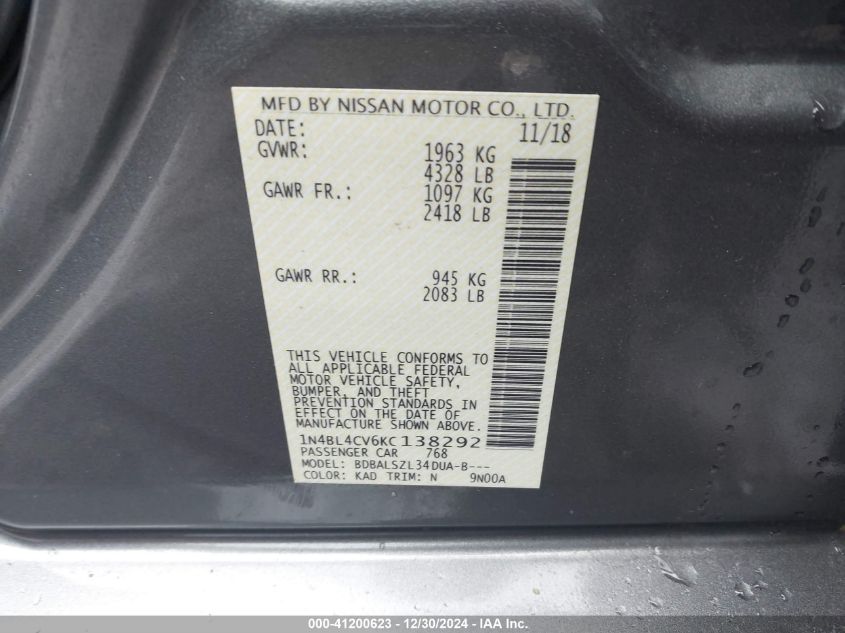 MFD BY NISSAN MOTOR CO., LTD.
DATE: 11/18
GVWR: 1963 KG
4328 LB
GAWR FR.: 1097 KG
2418 LB
GAWR RR.: 945 KG
2083 LB
THIS VEHICLE CONFORMS TO
ALL APPLICABLE FEDERAL
MOTOR VEHICLE SAFETY,
BUMPER, AND THEFT
PREVENTION STANDARDS IN
EFFECT ON THE DATE OF
MANUFACTURE SHOWN ABOVE.
1N4BL4CV6KC138292
PASSENGER CAR 768
MODEL: BDBALSZL34DUA-B---
COLOR: KAD TRIM: N 9N00A
000-41200623 - 12/30/2024 - IAA Inc.